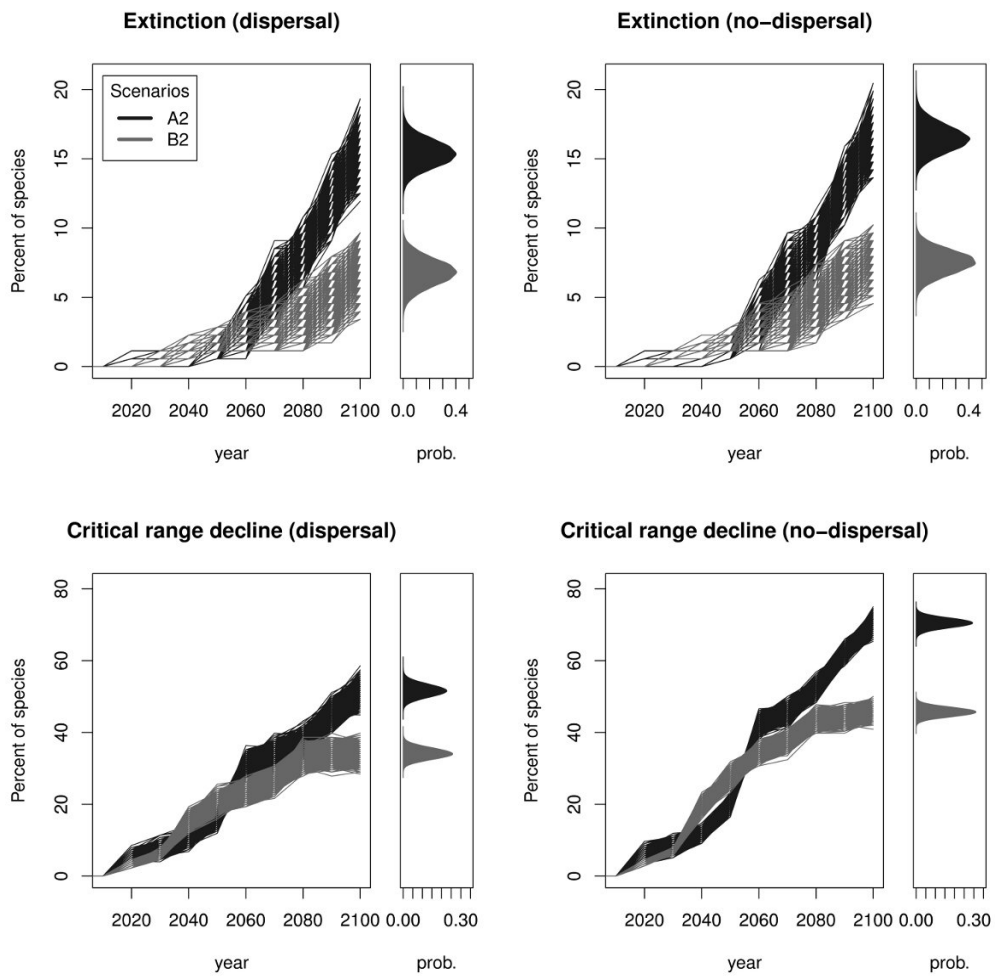 Extinction (dispersal)
Percent of species
20
15
10
5
0
Scenarios
A2
B2
2020 2040 2060 2080 2100
year
0.0 0.4
prob.
Extinction (no-dispersal)
Percent of species
20
15
10
5
0
2020 2040 2060 2080 2100
year
0.0 0.4
prob.
Critical range decline (dispersal)
Percent of species
80
60
40
20
0
2020 2040 2060 2080 2100
year
0.00 0.30
prob.
Critical range decline (no-dispersal)
Percent of species
80
60
40
20
0
2020 2040 2060 2080 2100
year
0.00 0.30
prob.